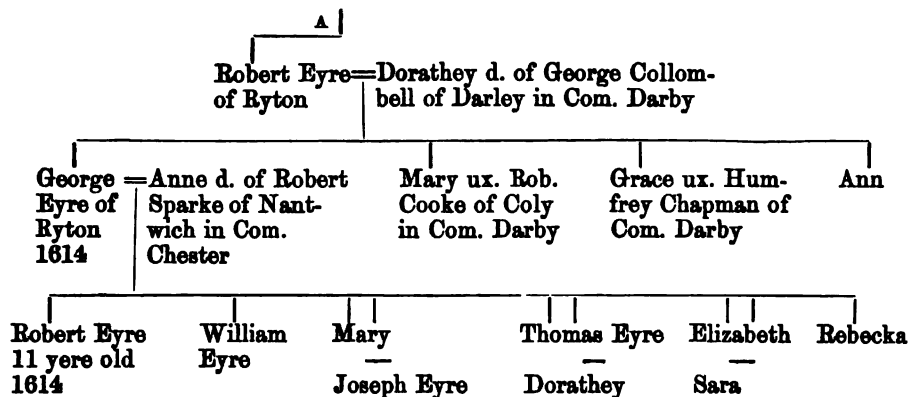 A
Robert Eyre=Dorathey d. of George Collom-
of Ryton bell of Darley in Com. Darby
George =Anne d. of Robert Mary ux. Rob. Grace ux. Hum- Ann
Eyre of Sparke of Nant- Cooke of Coly frey Chapman of
Ryton wich in Com. in Com. Darby Com. Darby
1614 Chester
Robert Eyre William Mary Thomas Eyre Elizabeth Rebecka
11 yere old Eyre — — —
1614 Joseph Eyre Dorathey Sara